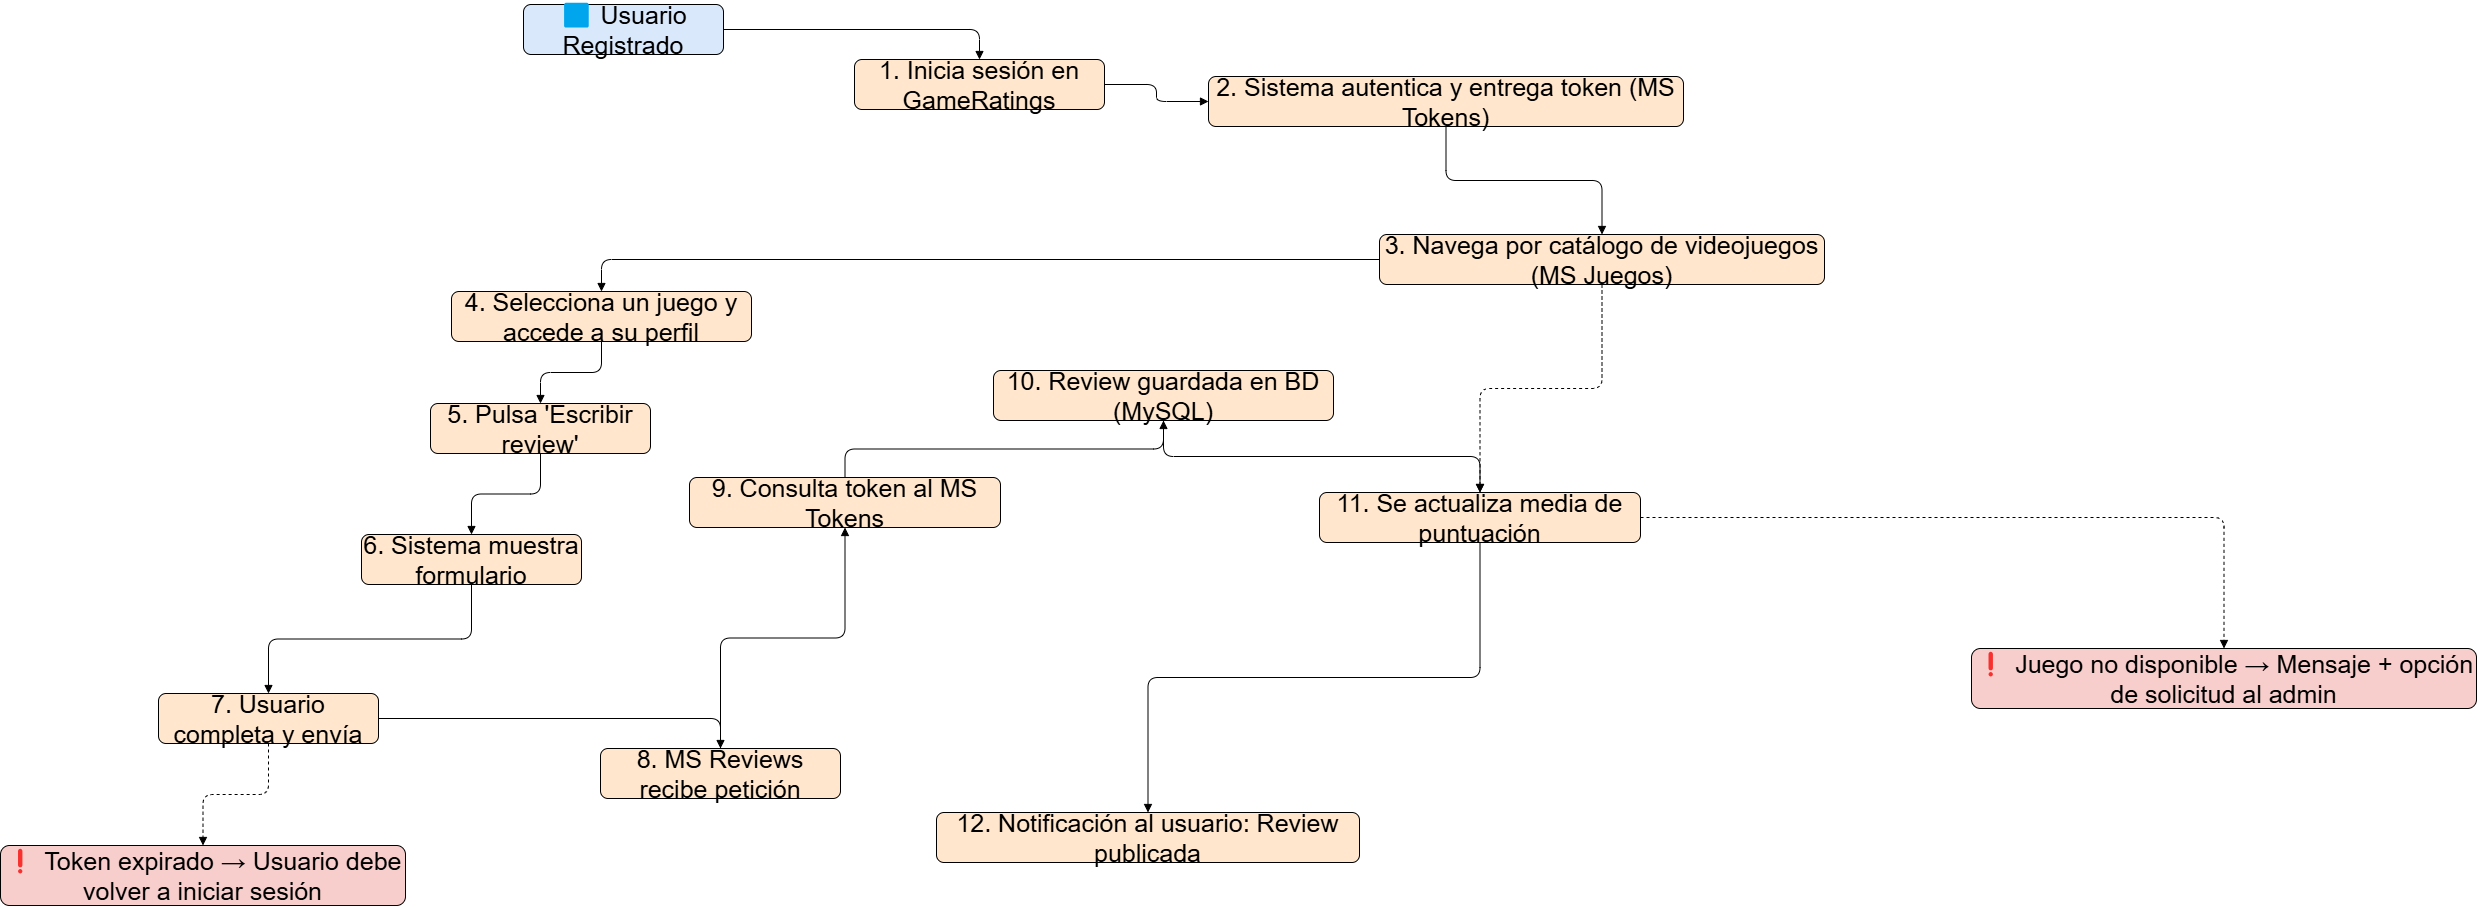 Usuario
Registrado
1. Inicia sesión en
GameRatings
2. Sistema autentica y entrega token (MS
Tokens)
3. Navega por catálogo de videojuegos
(MS Juegos)
4. Selecciona un juego y
accede a su perfil
5. Pulsa 'Escribir
review'
6. Sistema muestra
formulario
7. Usuario
completa y envía
8. MS Reviews
recibe petición
9. Consulta token al MS
Tokens
10. Review guardada en BD
(MySQL)
11. Se actualiza media de
puntuación
12. Notificación al usuario: Review
publicada
❗ Token expirado → Usuario debe
volver a iniciar sesión
❗ Juego no disponible → Mensaje + opción
de solicitud al admin